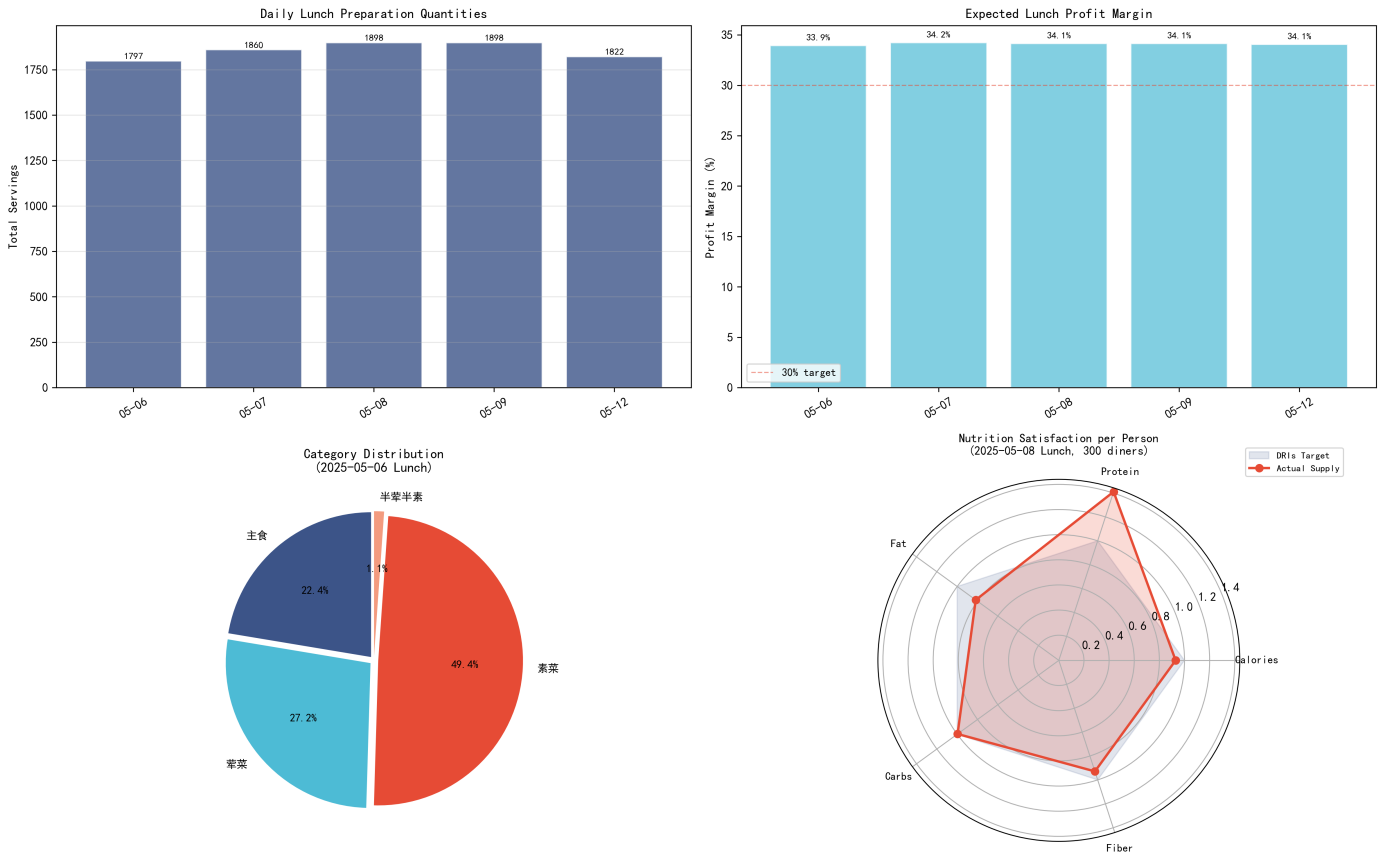 Daily Lunch Preparation Quantities
Total Servings
1750
1500
1250
1000
750
500
250
0
1797
1860
1898
1898
1822
05-06
05-07
05-08
05-09
05-12
Expected Lunch Profit Margin
Profit Margin (%)
35
30
25
20
15
10
5
0
33.9%
34.2%
34.1%
34.1%
34.1%
30% target
05-06
05-07
05-08
05-09
05-12
Category Distribution
(2025-05-06 Lunch)
半荤半素
主食
素菜
荤菜
1.1%
22.4%
49.4%
27.2%
Nutrition Satisfaction per Person
(2025-05-08 Lunch, 300 diners)
DRIs Target
Actual Supply
Protein
Fat
Calories
Carbs
Fiber
0.2
0.4
0.6
0.8
1.0
1.2
1.4